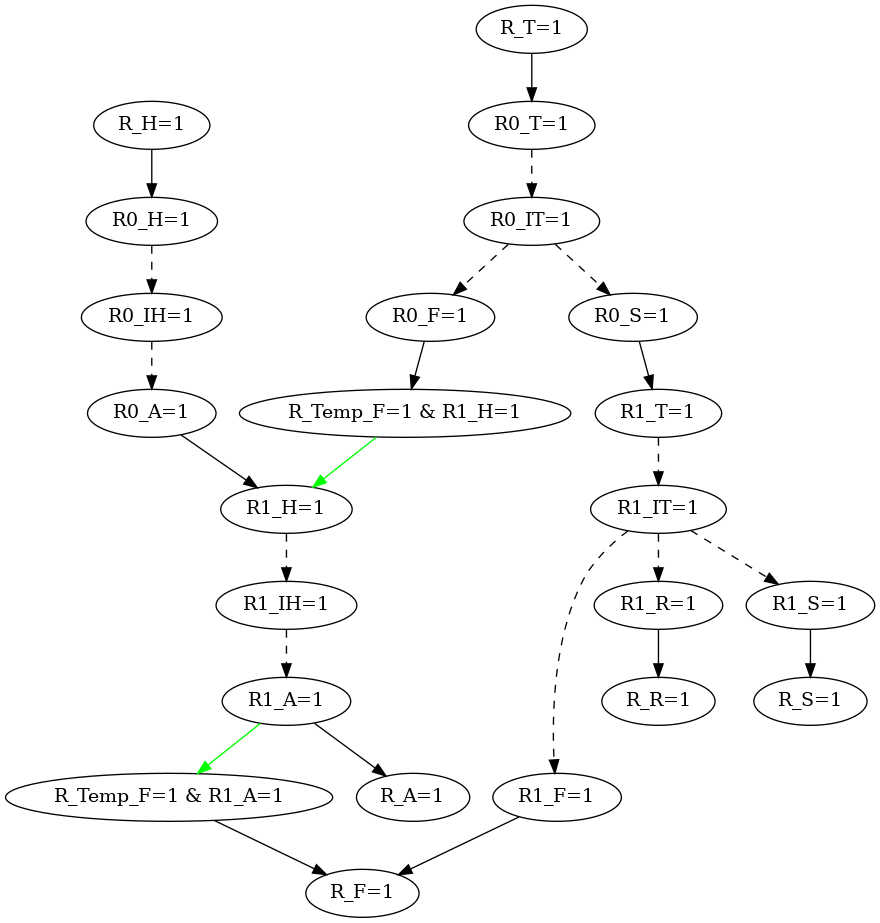 R_T=1
R_H=1
R0_T=1
R0_H=1
R0_IT=1
R0_IH=1
R0_F=1
R0_S=1
R0_A=1
R_Temp_F=1 & R1_H=1
R1_T=1
R1_H=1
R1_IT=1
R1_IH=1
R1_R=1
R1_S=1
R1_A=1
R_R=1
R_S=1
R_Temp_F=1 & R1_A=1
R_A=1
R1_F=1
R_F=1